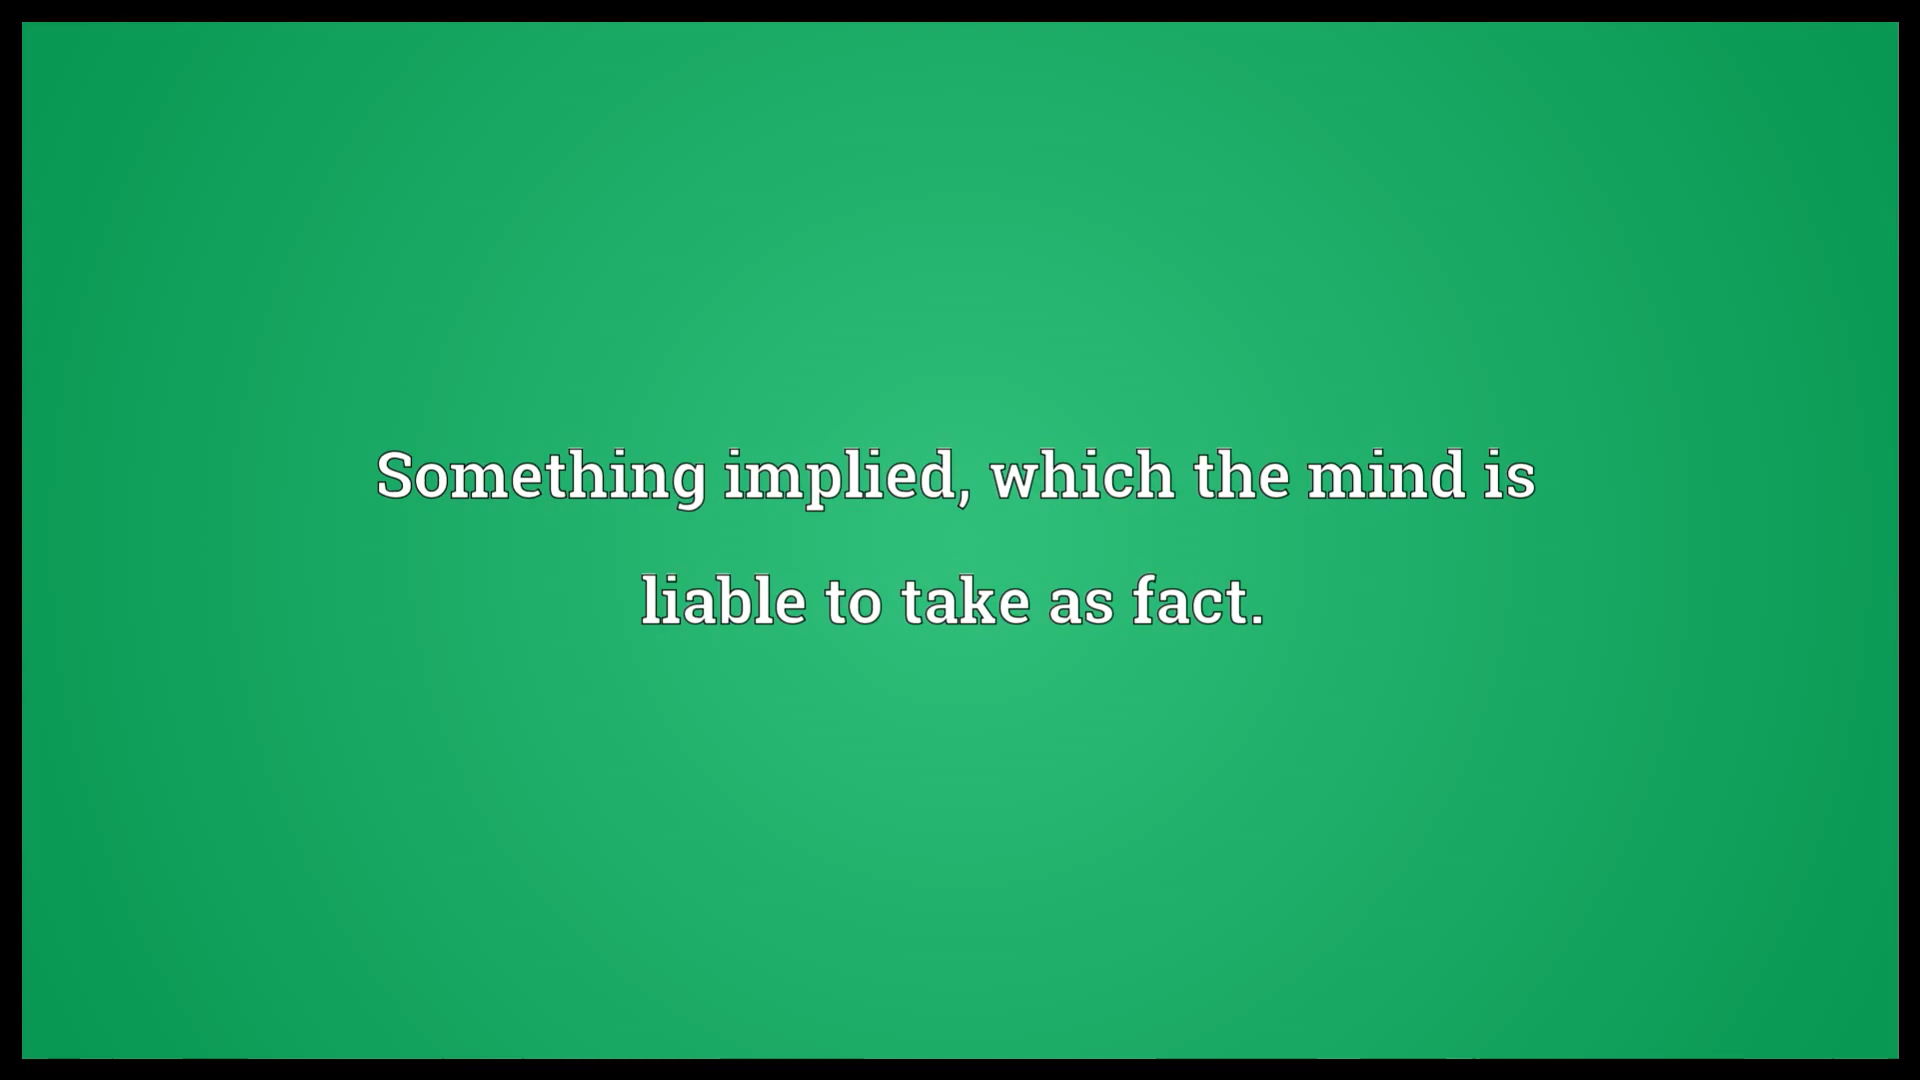 Something implied, which the mind is
liable to take as fact.